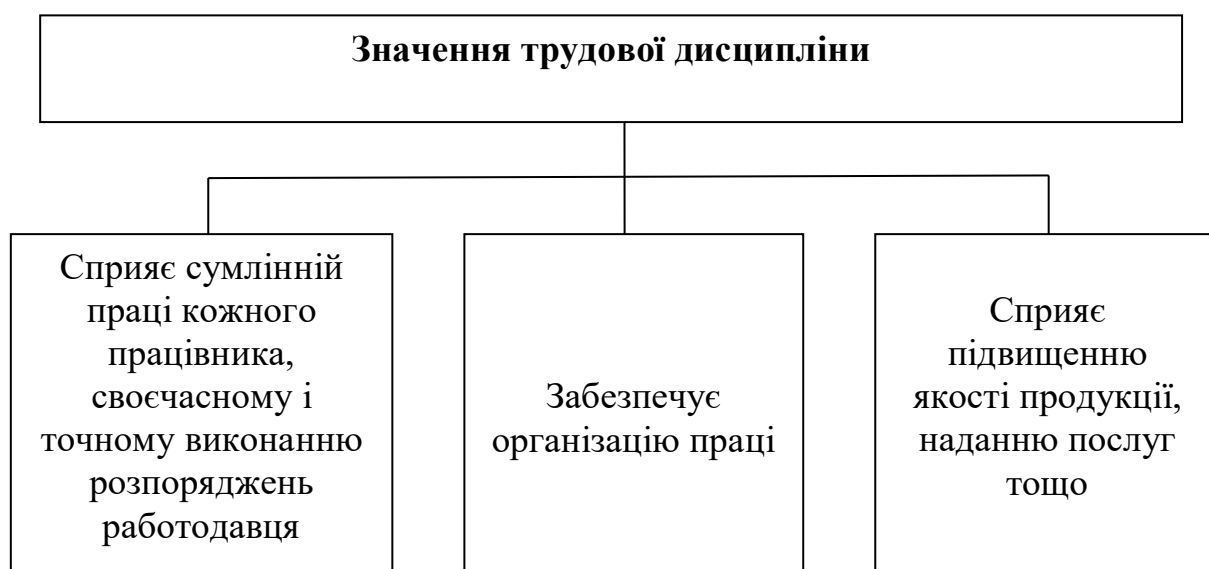 Значення трудової дисципліни
Сприяє сумлінній
праці кожного
працівника,
своєчасному і
точному виконанню
розпоряджень
работодавця
Забезпечує
організацію праці
Сприяє
підвищенню
якості продукції,
наданню послуг
тощо